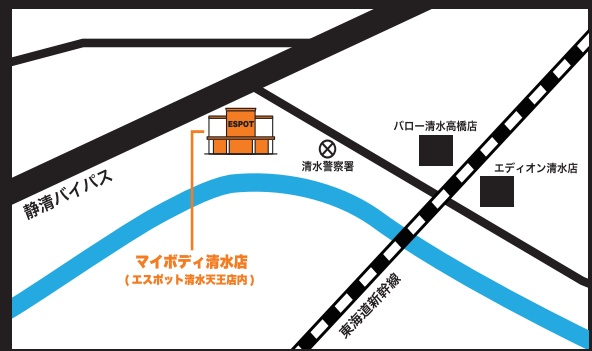 ESPOT
バロー清水高橋店
清水警察署
エディオン清水店
静清バイパス
マイボディ清水店
( エスポット清水天王店内 )
東海道新幹線